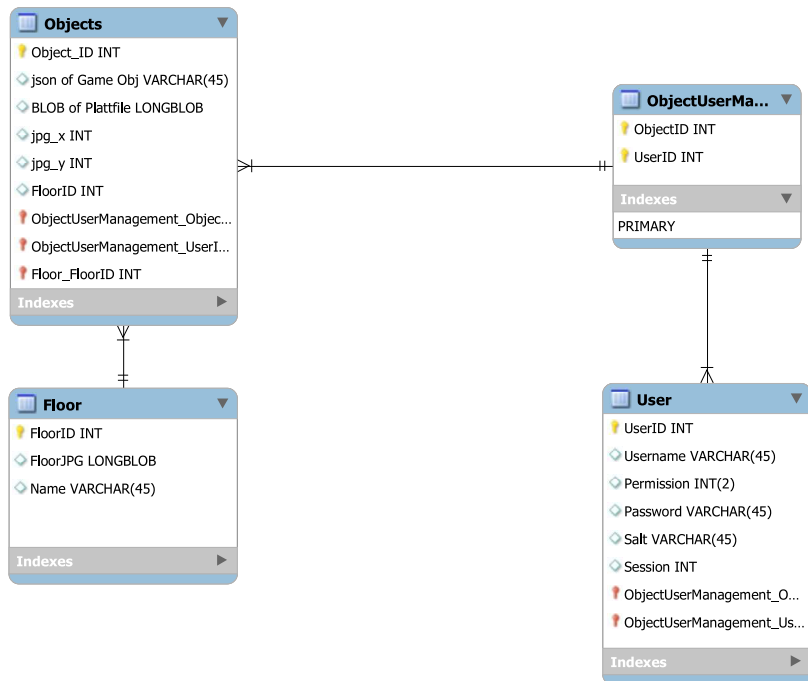 Objects
Object_ID INT
json of Game Obj VARCHAR(45)
BLOB of Plattfile LONGBLOB
jpg_x INT
jpg_y INT
FloorID INT
ObjectUserManagement_Objec...
ObjectUserManagement_UserI...
Floor_FloorID INT
Indexes
ObjectUserMa...
ObjectID INT
UserID INT
Indexes
PRIMARY
Floor
FloorID INT
FloorJPG LONGBLOB
Name VARCHAR(45)
Indexes
User
UserID INT
Username VARCHAR(45)
Permission INT(2)
Password VARCHAR(45)
Salt VARCHAR(45)
Session INT
ObjectUserManagement_O...
ObjectUserManagement_Us...
Indexes